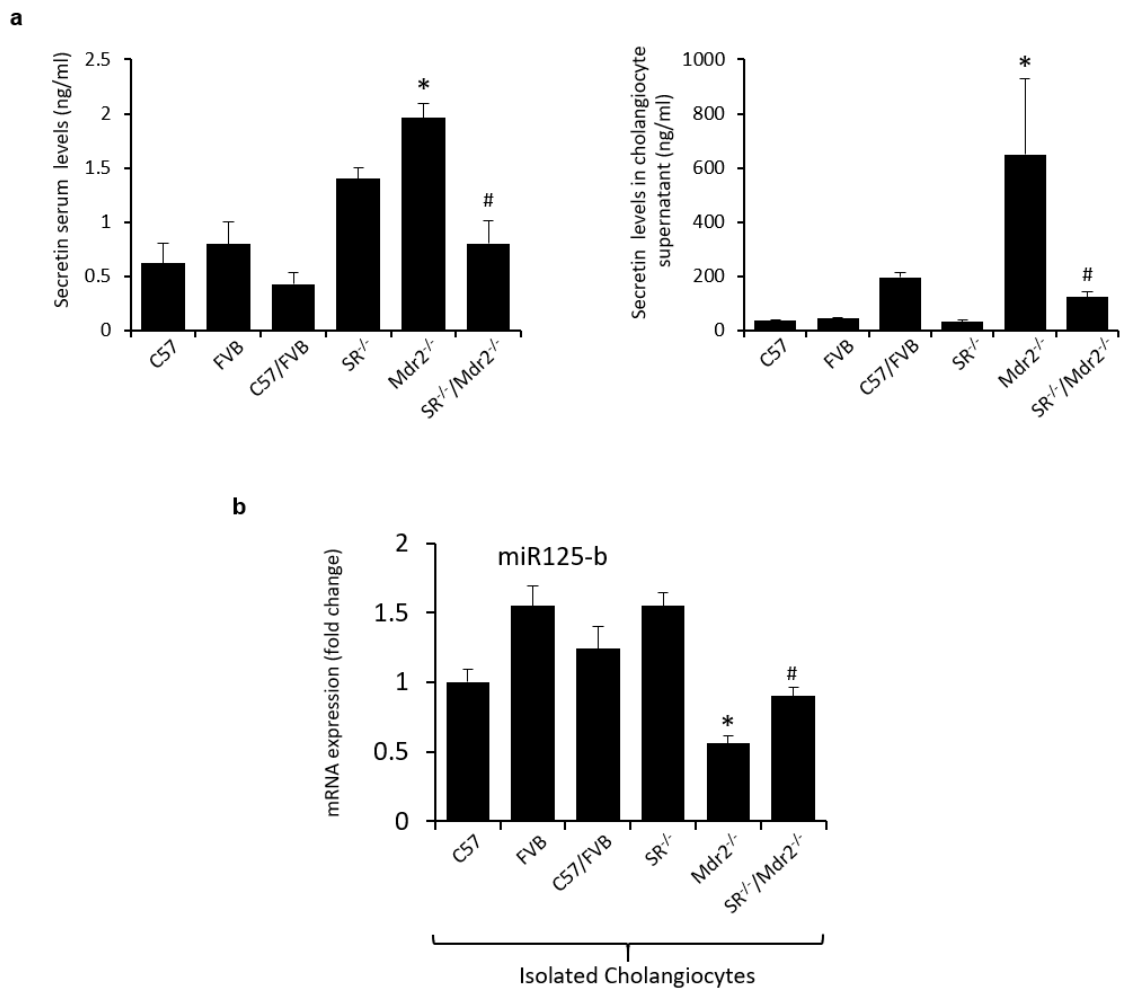 a
Secretin serum levels (ng/ml)
2.5
2
1.5
1
0.5
0
*
#
C57
FVB
C57/FVB
SR-/-
Mdr2-/-
SR-/-/Mdr2-/-
Secretin levels in cholangiocyte
supernatant (ng/ml)
1000
800
600
400
200
0
*
#
C57
FVB
C57/FVB
SR-/-
Mdr2-/-
SR-/-/Mdr2-/-
b
mRNA expression (fold change)
2
1.5
1
0.5
0
miR125-b
*
#
C57
FVB
C57/FVB
SR-/-
Mdr2-/-
SR-/-/Mdr2-/-
Isolated Cholangiocytes